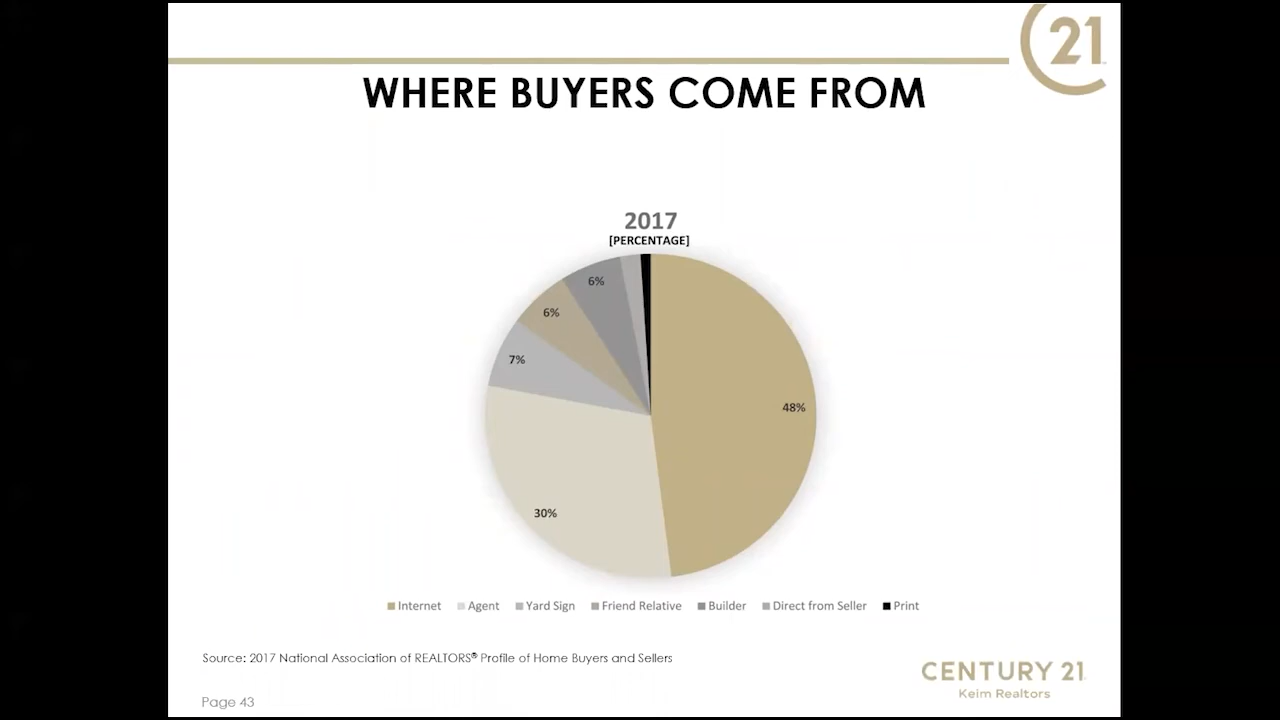 21
WHERE BUYERS COME FROM
2017
[PERCENTAGE]
6%
6%
7%
48%
30%
Internet Agent Yard Sign Friend Relative Builder Direct from Seller Print
Source: 2017 National Association of REALTORS® Profile of Home Buyers and Sellers
CENTURY 21
Keim Realtors
Page 43